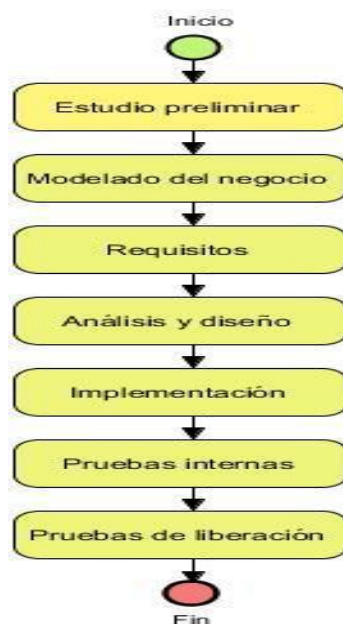 Inicio
Estudio preliminar
Modelado del negocio
Requisitos
Análisis y diseño
Implementación
Pruebas internas
Pruebas de liberación
Fin